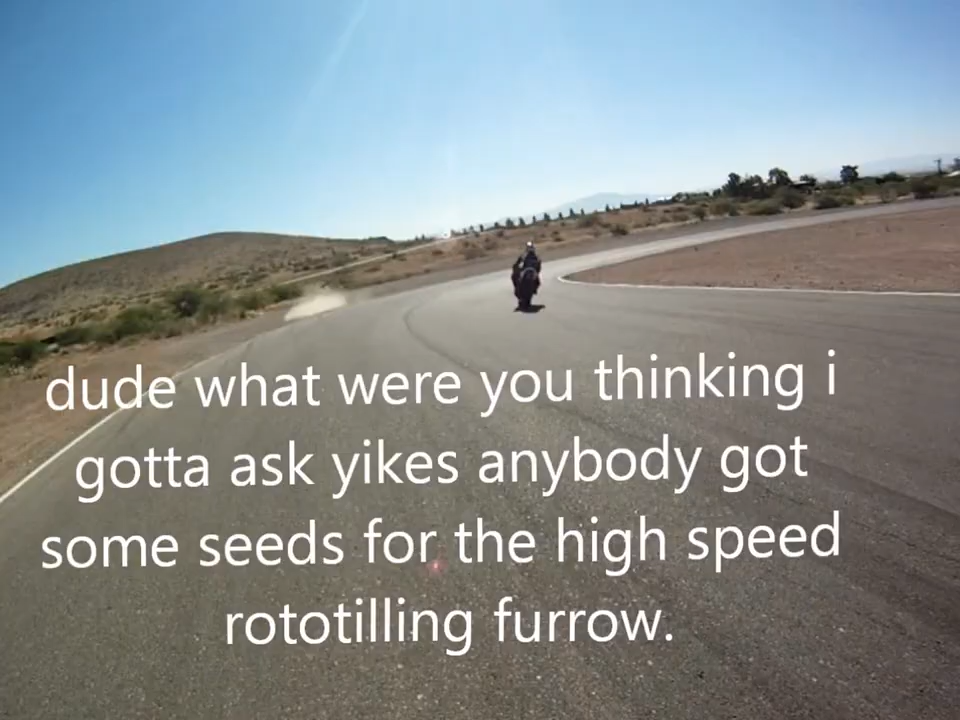 dude what were you thinking i
gotta ask yikes anybody got
some seeds for the high speed
rototilling furrow.